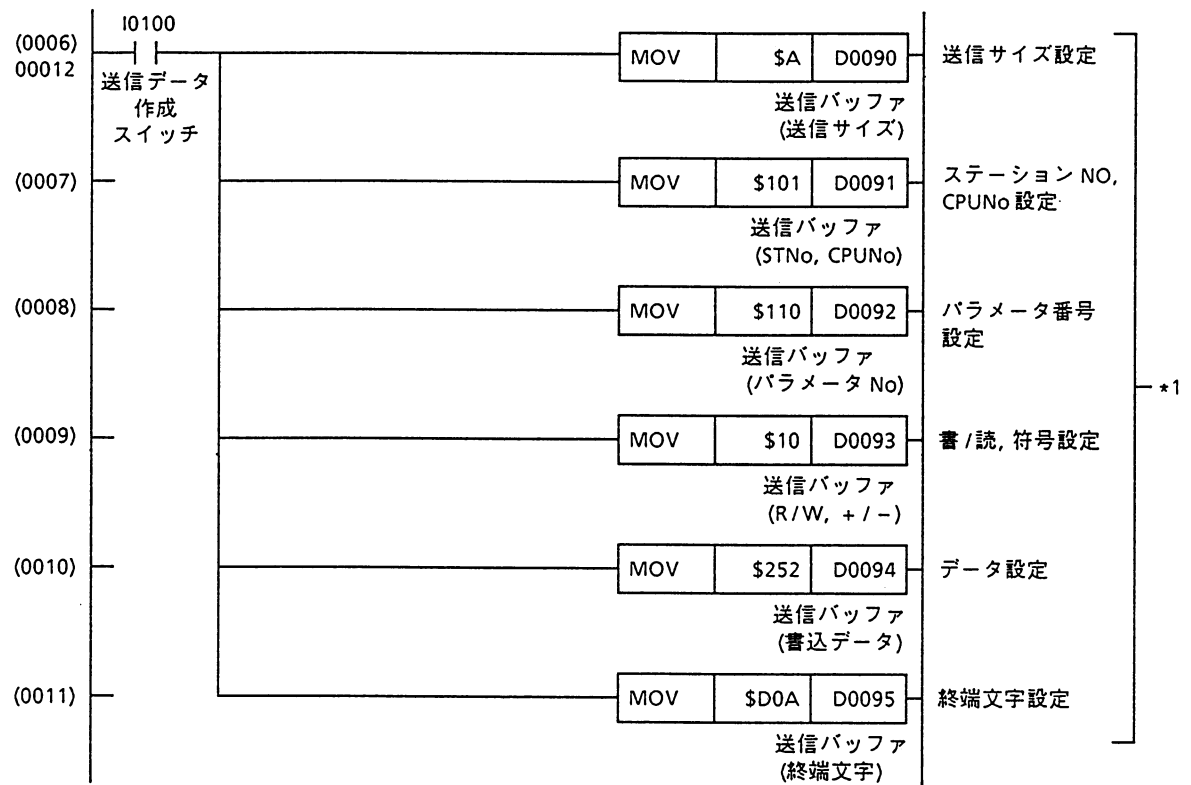 I0100
(0006)
00012
送信データ
作成
スイッチ
MOV $A D0090
送信サイズ設定
送信バッファ
(送信サイズ)
(0007)
MOV $101 D0091
ステーション NO,
CPUNo 設定
送信バッファ
(STNo, CPUNo)
(0008)
MOV $110 D0092
パラメータ番号
設定
送信バッファ
(パラメータ No)
*1
(0009)
MOV $10 D0093
書 / 読, 符号設定
送信バッファ
(R/W, + / −)
(0010)
MOV $252 D0094
データ設定
送信バッファ
(書込データ)
(0011)
MOV $D0A D0095
終端文字設定
送信バッファ
(終端文字)